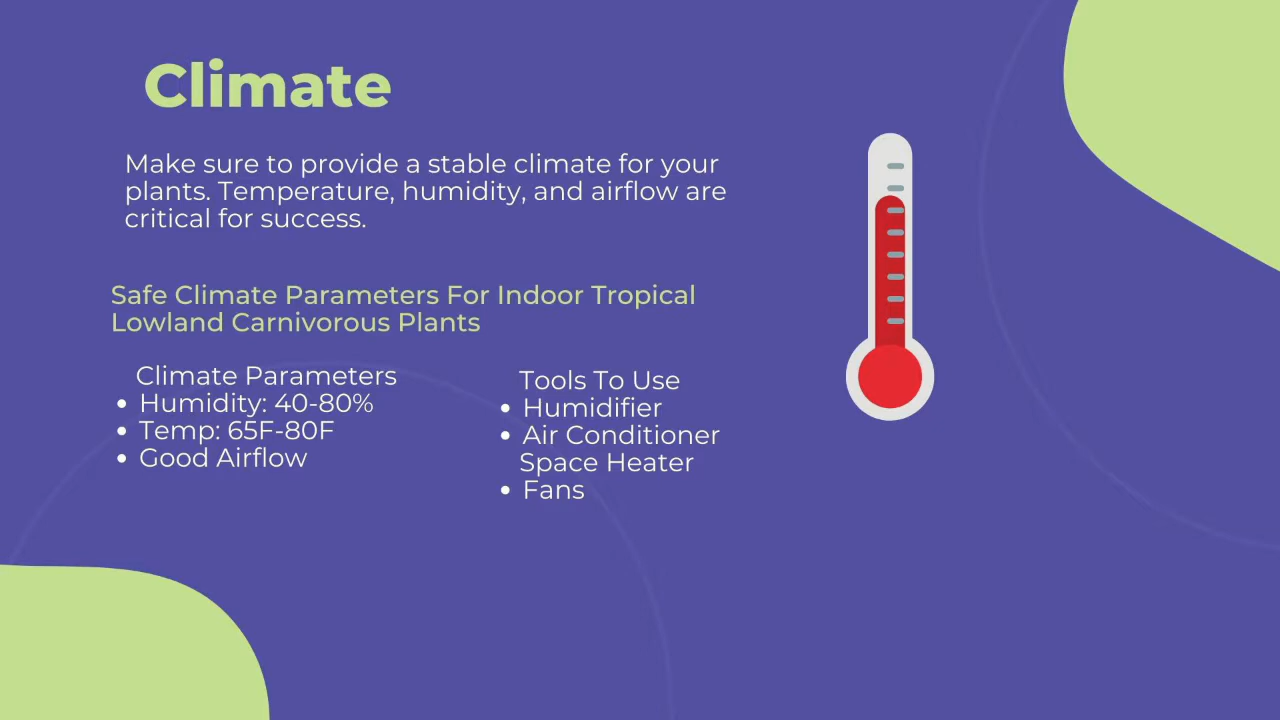 Climate
Make sure to provide a stable climate for your
plants. Temperature, humidity, and airflow are
critical for success.
Safe Climate Parameters For Indoor Tropical
Lowland Carnivorous Plants
Climate Parameters
• Humidity: 40-80%
• Temp: 65F-80F
• Good Airflow
Tools To Use
• Humidifier
• Air Conditioner
Space Heater
• Fans